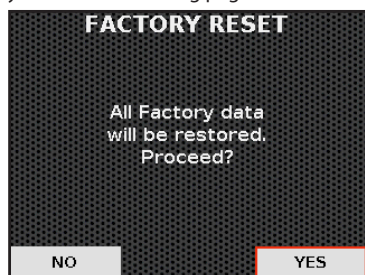 FACTORY RESET
All Factory data
will be restored.
Proceed?
NO YES